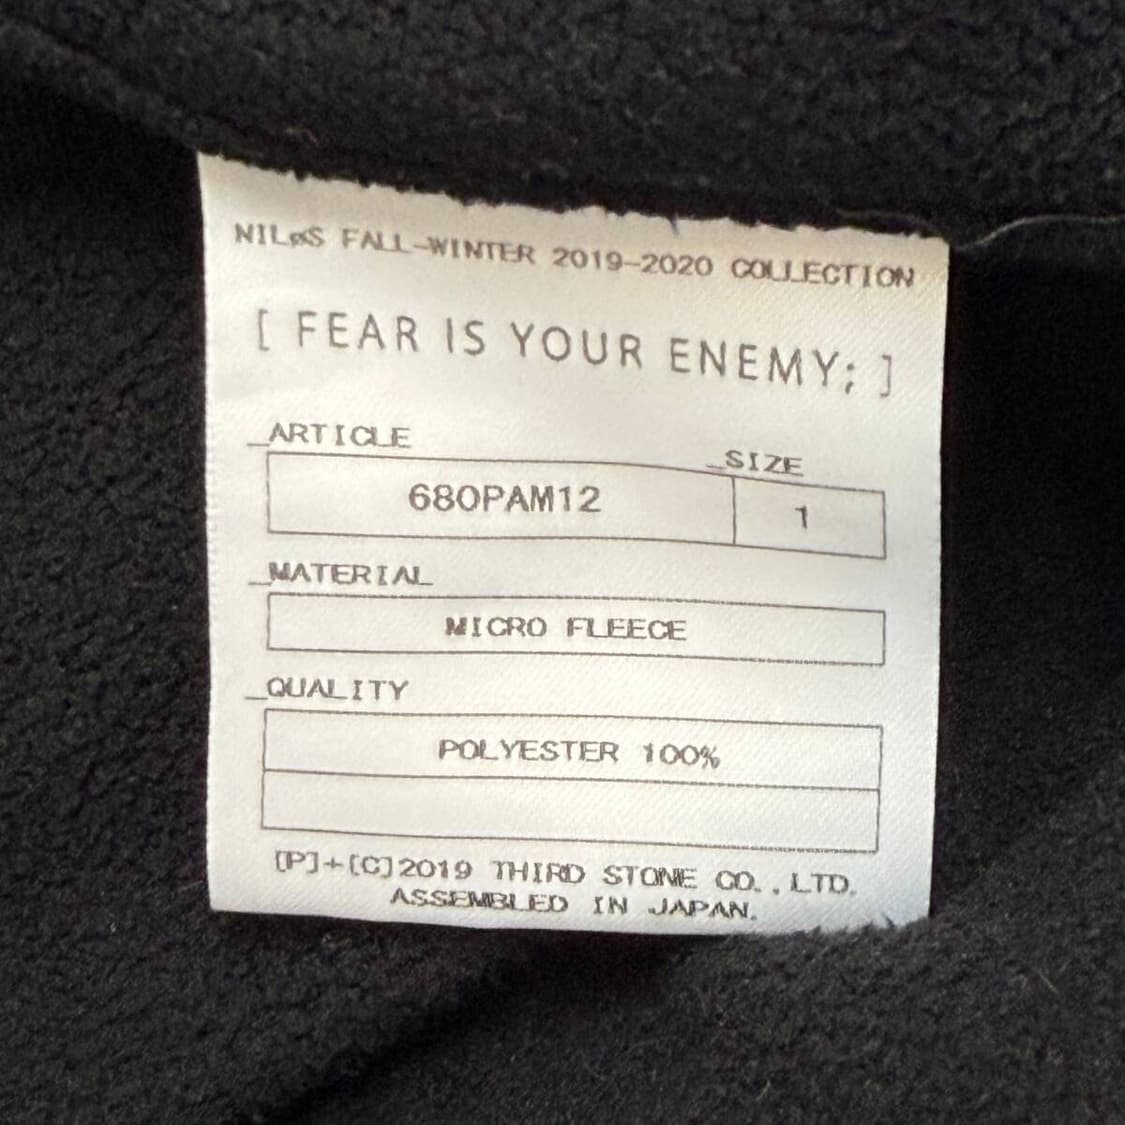 NILøS FALL-WINTER 2019-2020 COLLECTION
[ FEAR IS YOUR ENEMY; ]
_ARTICLE
_SIZE
680PAM12
1
_MATERIAL
MICRO FLEECE
_QUALITY
POLYESTER 100%
[P]+[C]2019 THIRD STONE CO.,LTD.
ASSEMBLED IN JAPAN.